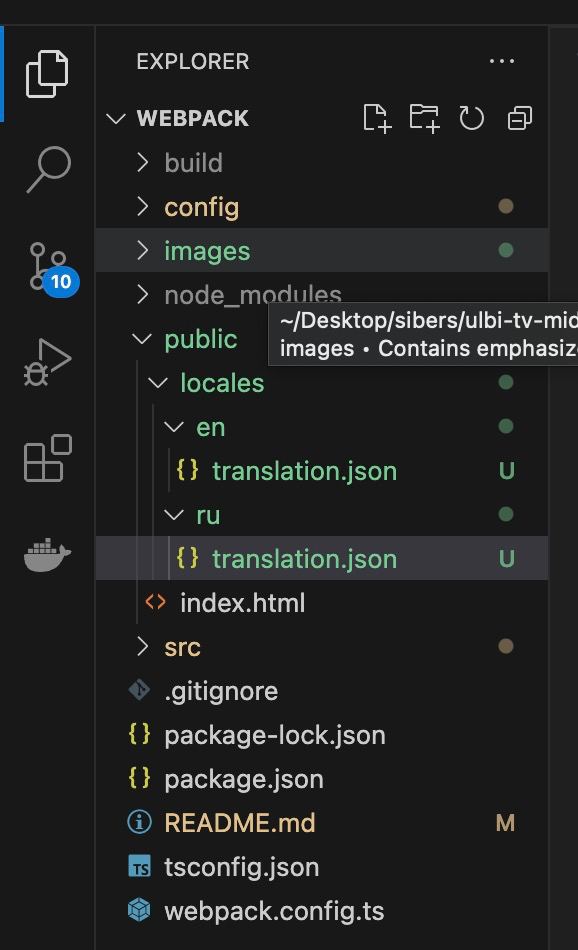 EXPLORER
WEBPACK
build
config
images
10
node_modules
~/Desktop/sibers/ulbi-tv-mid
public
images • Contains emphasiz
locales
en
{} translation.json U
ru
{} translation.json U
<> index.html
src
.gitignore
{} package-lock.json
{} package.json
README.md M
TS tsconfig.json
webpack.config.ts